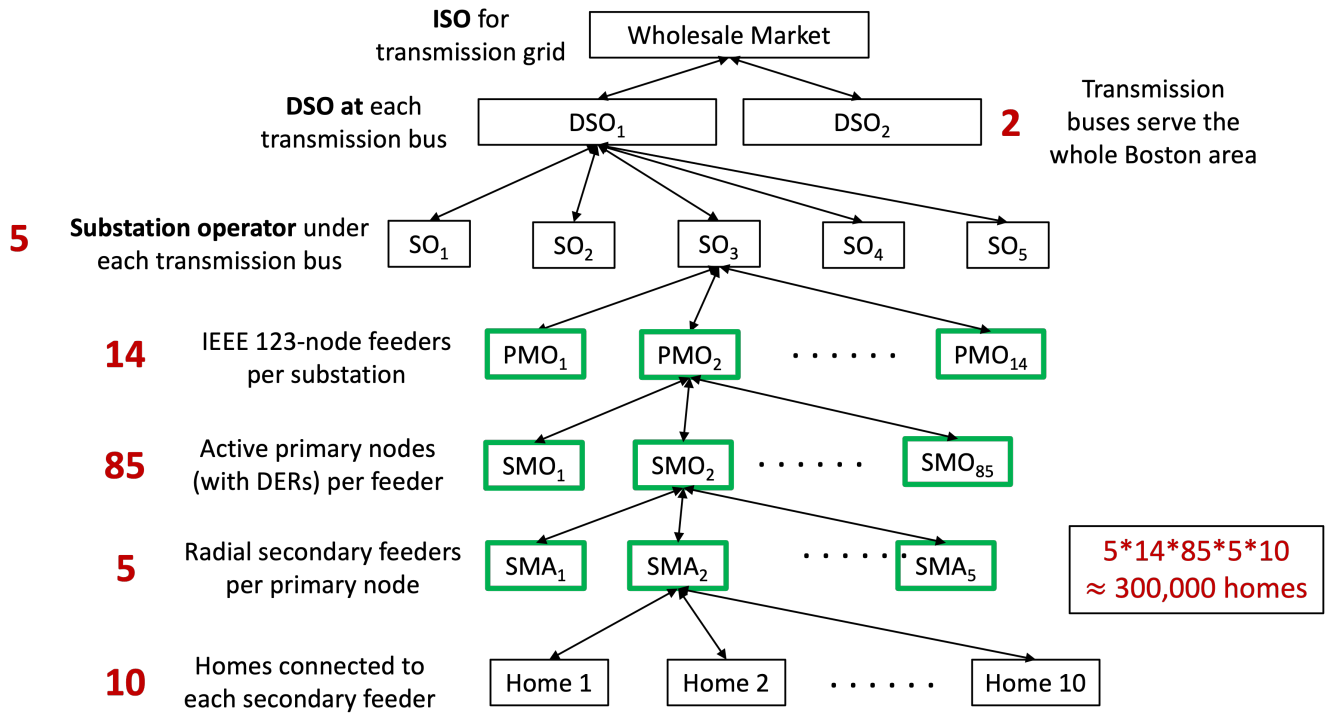 ISO for
transmission grid
Wholesale Market
DSO at each
transmission bus
DSO₁
DSO₂
2
Transmission
buses serve the
whole Boston area
5
Substation operator under
each transmission bus
SO₁
SO₂
SO₃
SO₄
SO₅
14
IEEE 123-node feeders
per substation
PMO₁
PMO₂
. . . . . .
PMO₁₄
85
Active primary nodes
(with DERs) per feeder
SMO₁
SMO₂
. . . . . .
SMO₈₅
5
Radial secondary feeders
per primary node
SMA₁
SMA₂
. . . . . .
SMA₅
5*14*85*5*10
≈ 300,000 homes
10
Homes connected to
each secondary feeder
Home 1
Home 2
. . . . . .
Home 10